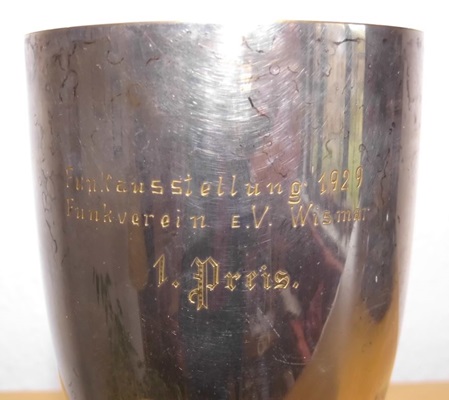 Funkausstellung 1929
Funkverein E.V. Wismar
1. Preis.